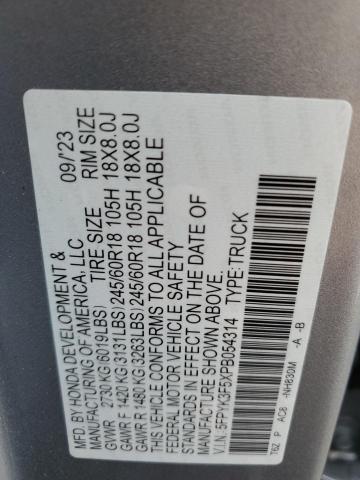 MFD. BY HONDA DEVELOPMENT & 09/'23
MANUFACTURING OF AMERICA, LLC
TIRE SIZE RIM SIZE
GVWR 2730 KG(6019LBS)
GAWR F 1420 KG(3131LBS) 245/60R18 105H 18X8.0J
GAWR R 1480 KG(3263LBS) 245/60R18 105H 18X8.0J
THIS VEHICLE CONFORMS TO ALL APPLICABLE
FEDERAL MOTOR VEHICLE SAFETY
STANDARDS IN EFFECT ON THE DATE OF
MANUFACTURE SHOWN ABOVE.
V.I.N.: 5FPYK3F5XPB054314 TYPE: TRUCK
T6Z P AC8 -NH830M -A -B